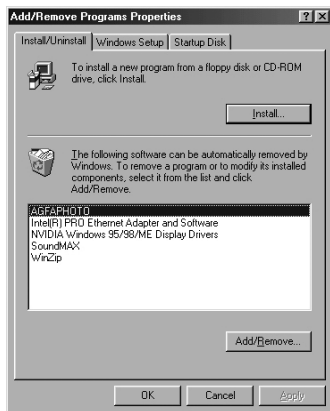 Add/Remove Programs Properties
Install/Uninstall Windows Setup Startup Disk
To install a new program from a floppy disk or CD-ROM
drive, click Install.
Install...
The following software can be automatically removed by
Windows. To remove a program or to modify its installed
components, select it from the list and click
Add/Remove.
AGFAPHOTO
Intel(R) PRO Ethernet Adapter and Software
NVIDIA Windows 95/98/ME Display Drivers
SoundMAX
WinZip
Add/Remove...
OK Cancel Apply